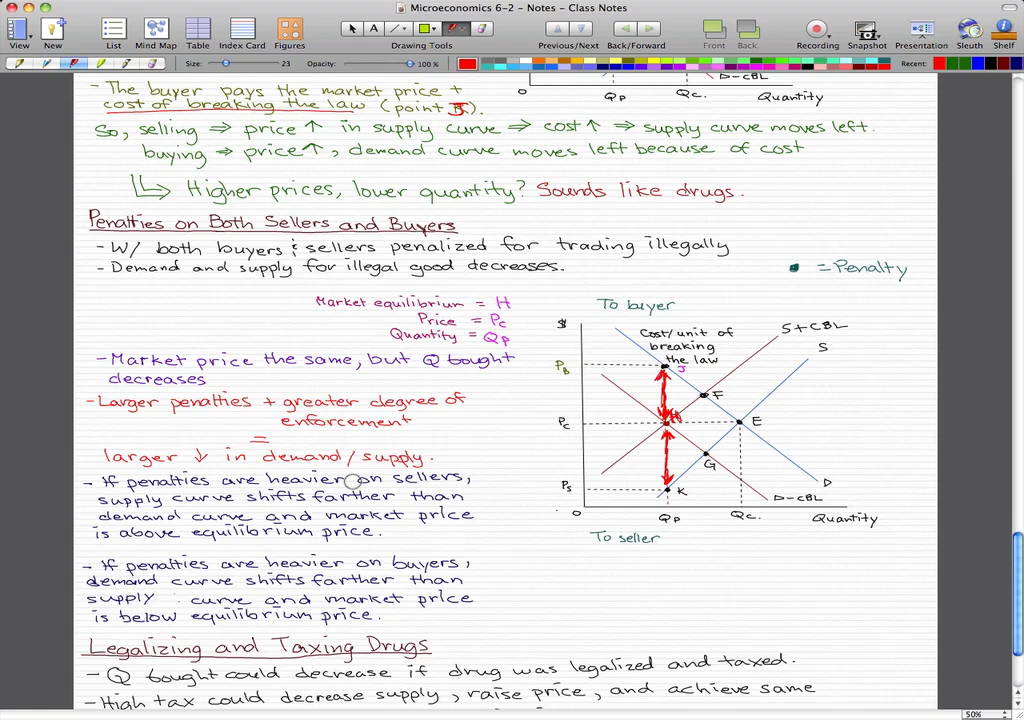 Microeconomics 6-2 - Notes - Class Notes
View New List Mind Map Table Index Card Figures Drawing Tools Previous/Next Back/Forward Front Back Recording Snapshot Presentation Sleuth Shelf
Size: 23 Opacity: 100 % Recent:
- The buyer pays the market price +
cost of breaking the law (point J).
D-CBL
0 Qp Qc. Quantity
So, selling ⇒ price ↑ in supply curve ⇒ cost ↑ ⇒ supply curve moves left.
buying ⇒ price ↑, demand curve moves left because of cost
Higher prices, lower quantity? Sounds like drugs.
Penalties on Both Sellers and Buyers
- W/ both buyers & sellers penalized for trading illegally
- Demand and supply for illegal good decreases.
= Penalty
Market equilibrium = H
Price = Pc
Quantity = Qp
- Market price the same, but Q bought
decreases
- Larger penalties + greater degree of
enforcement
=
larger ↓ in demand/supply.
- If penalties are heavier on sellers,
supply curve shifts farther than
demand curve and market price
is above equilibrium price.
- If penalties are heavier on buyers,
demand curve shifts farther than
supply curve and market price
is below equilibrium price.
To buyer
$
Cost/unit of
breaking
the law
S+CBL
S
PB
J
F
Pc
H
E
G
Ps
K
D
D-CBL
0 Qp Qc. Quantity
To seller
Legalizing and Taxing Drugs
- Q bought could decrease if drug was legalized and taxed.
- High tax could decrease supply, raise price, and achieve same
50%